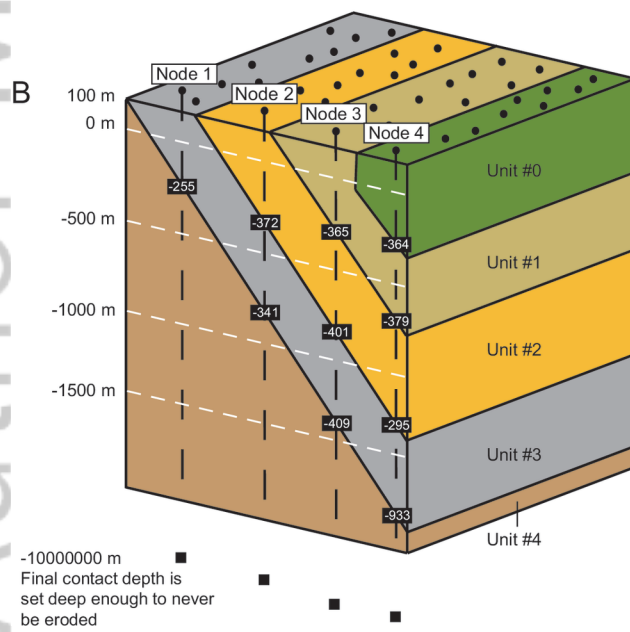 B
Node 1
Node 2
Node 3
Node 4
100 m
0 m
-500 m
-1000 m
-1500 m
-255
-372
-365
-364
-341
-401
-379
-409
-295
-933
Unit #0
Unit #1
Unit #2
Unit #3
Unit #4
-10000000 m
Final contact depth is
set deep enough to never
be eroded